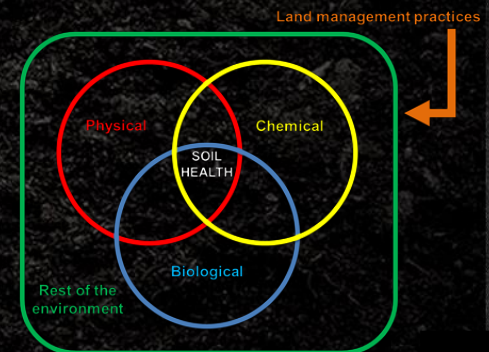 Land management practices
Physical
Chemical
SOIL
HEALTH
Biological
Rest of the
environment